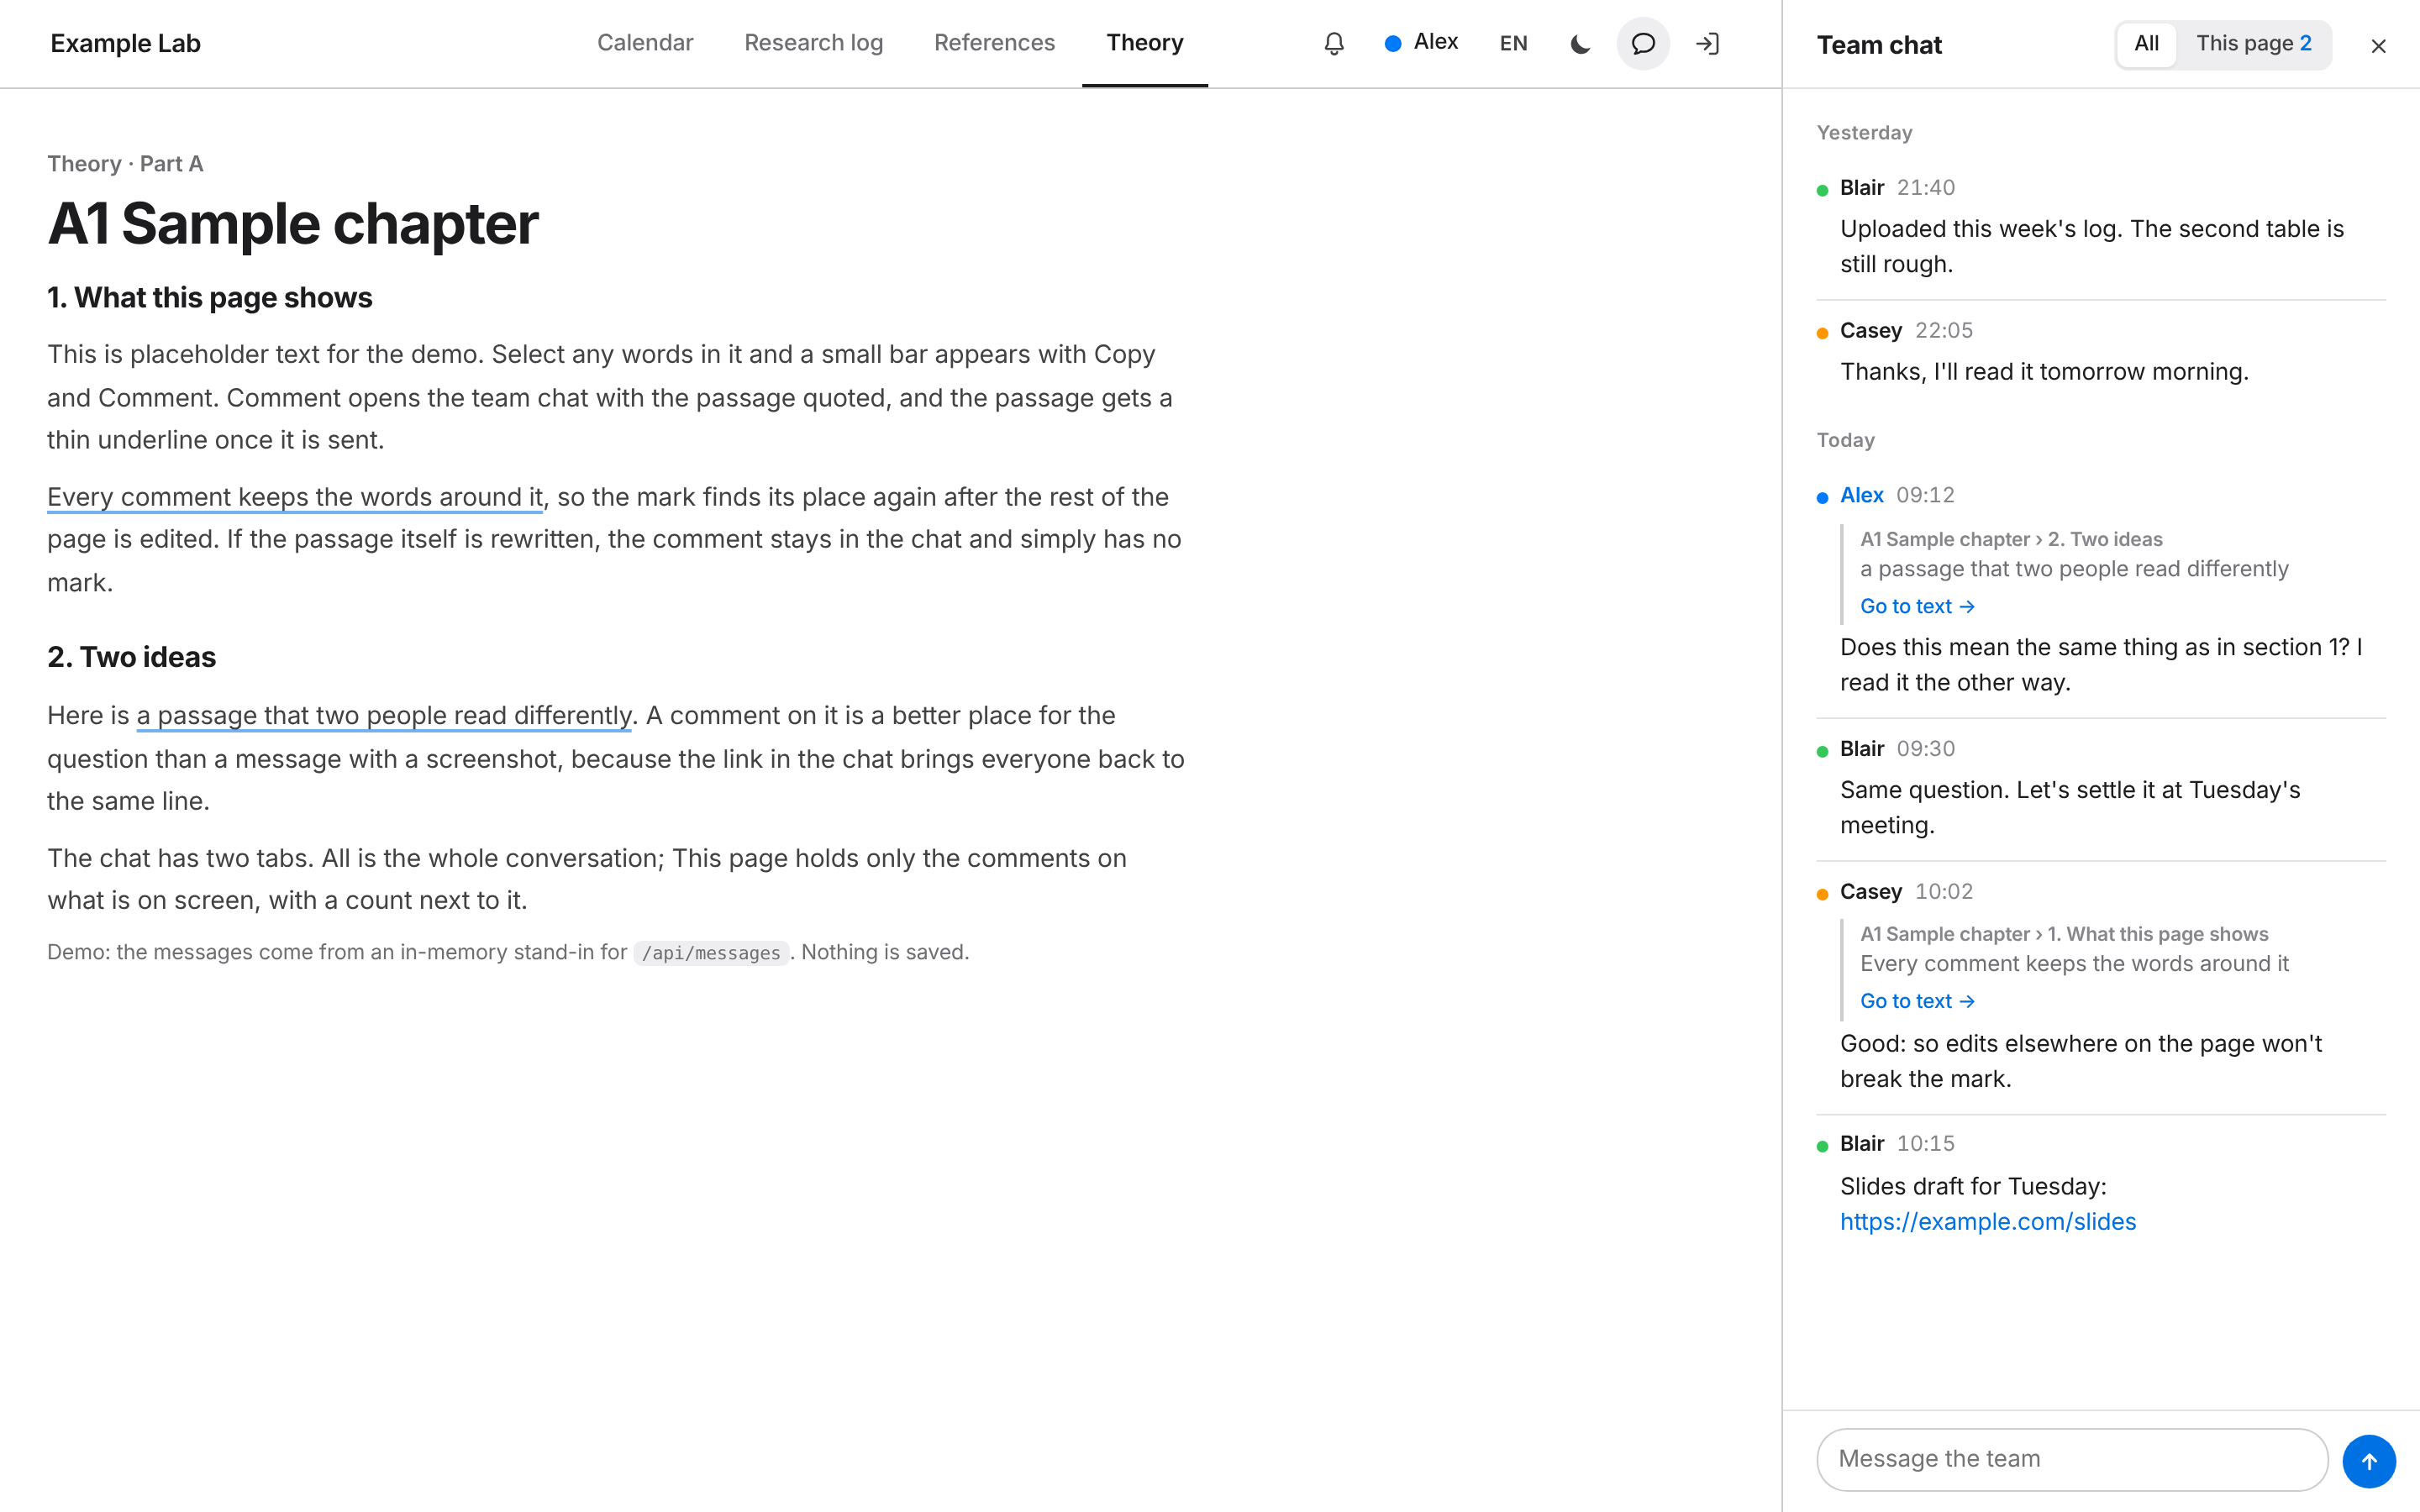 Example Lab
Calendar
Research log
References
Theory
Alex
EN
Theory · Part A
A1 Sample chapter
1. What this page shows
This is placeholder text for the demo. Select any words in it and a small bar appears with Copy
and Comment. Comment opens the team chat with the passage quoted, and the passage gets a
thin underline once it is sent.
Every comment keeps the words around it, so the mark finds its place again after the rest of the
page is edited. If the passage itself is rewritten, the comment stays in the chat and simply has no
mark.
2. Two ideas
Here is a passage that two people read differently. A comment on it is a better place for the
question than a message with a screenshot, because the link in the chat brings everyone back to
the same line.
The chat has two tabs. All is the whole conversation; This page holds only the comments on
what is on screen, with a count next to it.
Demo: the messages come from an in-memory stand-in for /api/messages. Nothing is saved.
Team chat
All
This page 2
Yesterday
Blair 21:40
Uploaded this week's log. The second table is
still rough.
Casey 22:05
Thanks, I'll read it tomorrow morning.
Today
Alex 09:12
A1 Sample chapter › 2. Two ideas
a passage that two people read differently
Go to text →
Does this mean the same thing as in section 1? I
read it the other way.
Blair 09:30
Same question. Let's settle it at Tuesday's
meeting.
Casey 10:02
A1 Sample chapter › 1. What this page shows
Every comment keeps the words around it
Go to text →
Good: so edits elsewhere on the page won't
break the mark.
Blair 10:15
Slides draft for Tuesday:
https://example.com/slides
Message the team